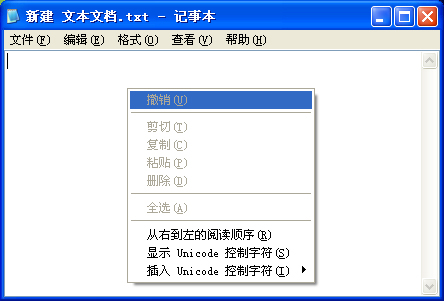 新建 文本文档.txt - 记事本
文件(F) 编辑(E) 格式(O) 查看(V) 帮助(H)
撤销(U)
剪切(T)
复制(C)
粘贴(P)
删除(D)
全选(A)
从右到左的阅读顺序(R)
显示 Unicode 控制字符(S)
插入 Unicode 控制字符(I)